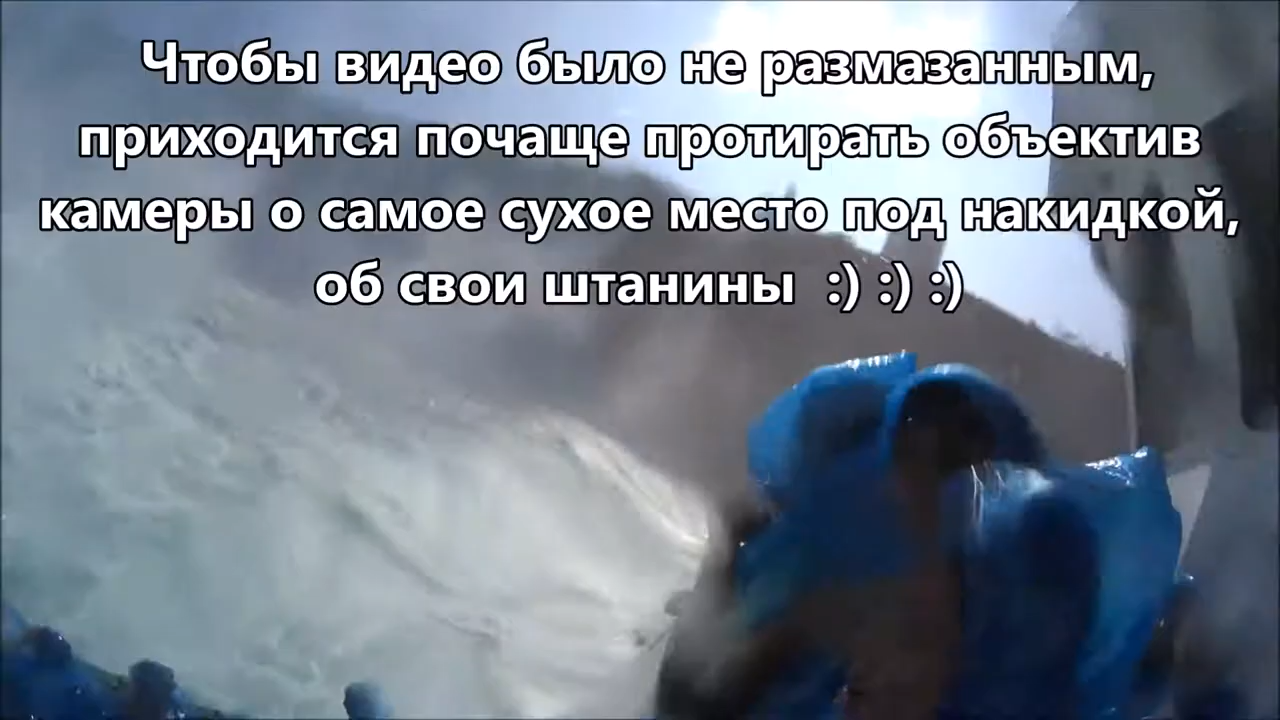 Чтобы видео было не размазанным,
приходится почаще протирать объектив
камеры о самое сухое место под накидкой,
об свои штанины  :) :) :)